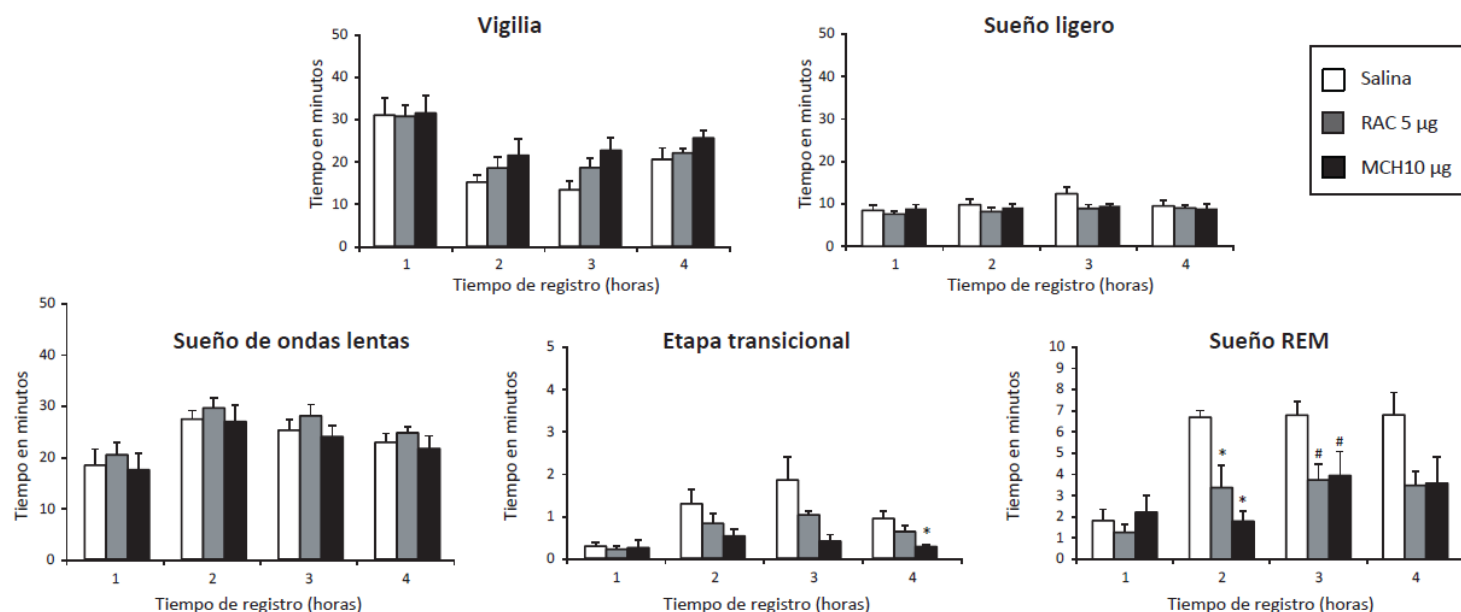 Vigilia
50
40
30
20
10
0
Tiempo en minutos
1 2 3 4
Tiempo de registro (horas)
Sueño ligero
50
40
30
20
10
0
Tiempo en minutos
1 2 3 4
Tiempo de registro (horas)
Salina
RAC 5 µg
MCH10 µg
Sueño de ondas lentas
50
40
30
20
10
0
Tiempo en minutos
1 2 3 4
Tiempo de registro (horas)
Etapa transicional
5
4
3
2
1
0
Tiempo en minutos
*
1 2 3 4
Tiempo de registro (horas)
Sueño REM
10
9
8
7
6
5
4
3
2
1
0
Tiempo en minutos
* * # #
1 2 3 4
Tiempo de registro (horas)